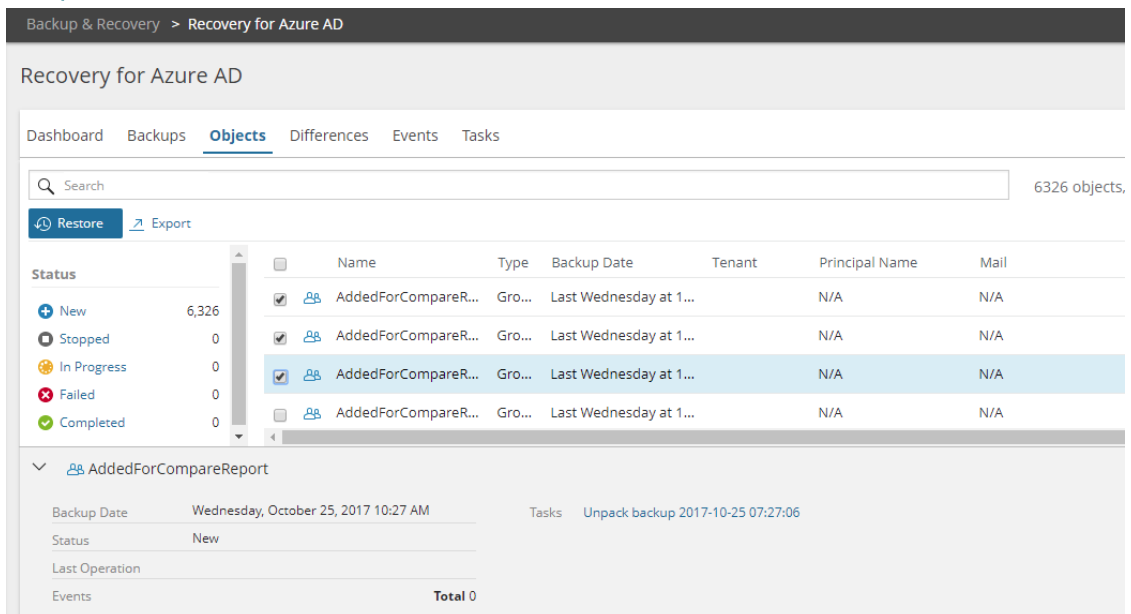 Backup & Recovery > Recovery for Azure AD
Recovery for Azure AD
Dashboard Backups Objects Differences Events Tasks
Search
6326 objects,
Restore Export
Status
New 6,326
Stopped 0
In Progress 0
Failed 0
Completed 0
Name Type Backup Date Tenant Principal Name Mail
AddedForCompareR... Gro... Last Wednesday at 1... N/A N/A
AddedForCompareR... Gro... Last Wednesday at 1... N/A N/A
AddedForCompareR... Gro... Last Wednesday at 1... N/A N/A
AddedForCompareR... Gro... Last Wednesday at 1... N/A N/A
AddedForCompareReport
Backup Date Wednesday, October 25, 2017 10:27 AM
Status New
Last Operation
Events Total 0
Tasks Unpack backup 2017-10-25 07:27:06